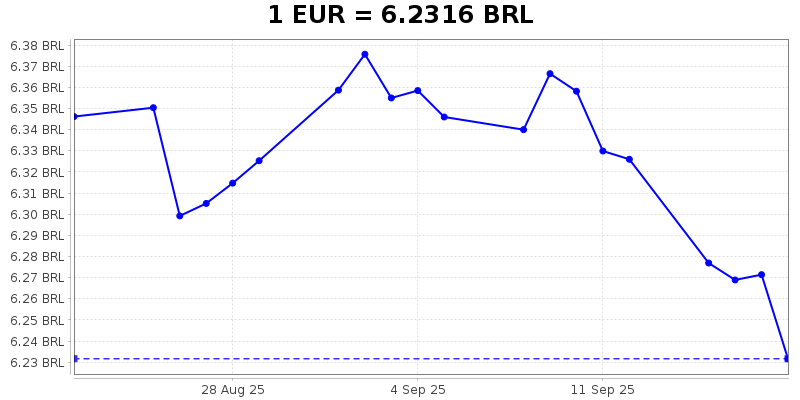 1 EUR = 6.2316 BRL
6.38 BRL
6.37 BRL
6.36 BRL
6.35 BRL
6.34 BRL
6.33 BRL
6.32 BRL
6.31 BRL
6.30 BRL
6.29 BRL
6.28 BRL
6.27 BRL
6.26 BRL
6.25 BRL
6.24 BRL
6.23 BRL
28 Aug 25
4 Sep 25
11 Sep 25